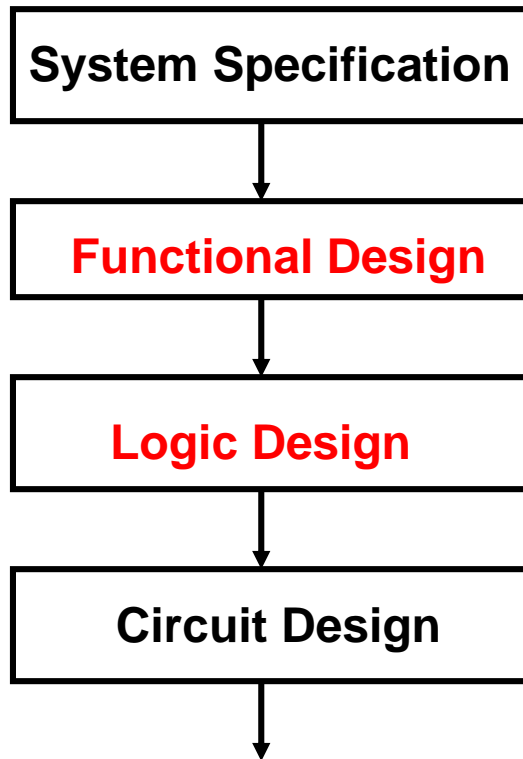 System Specification
Functional Design
Logic Design
Circuit Design